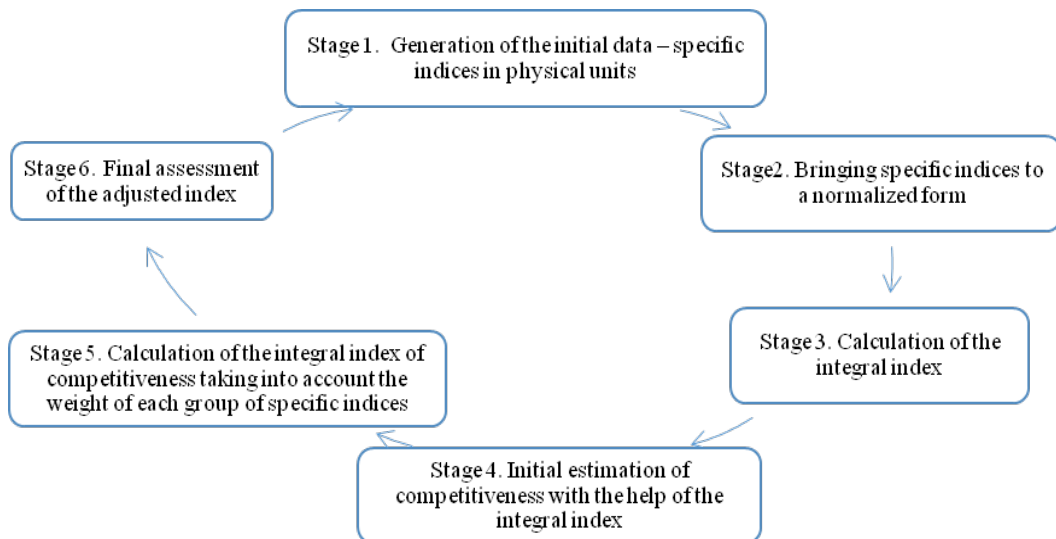 Stage 1.  Generation of the initial data – specific
indices in physical units
Stage2. Bringing specific indices to
a normalized form
Stage 3. Calculation of the
integral index
Stage 4. Initial estimation of
competitiveness with the help of the
integral index
Stage 5. Calculation of the integral index of
competitiveness taking into account the
weight of each group of specific indices
Stage 6. Final assessment
of the adjusted index